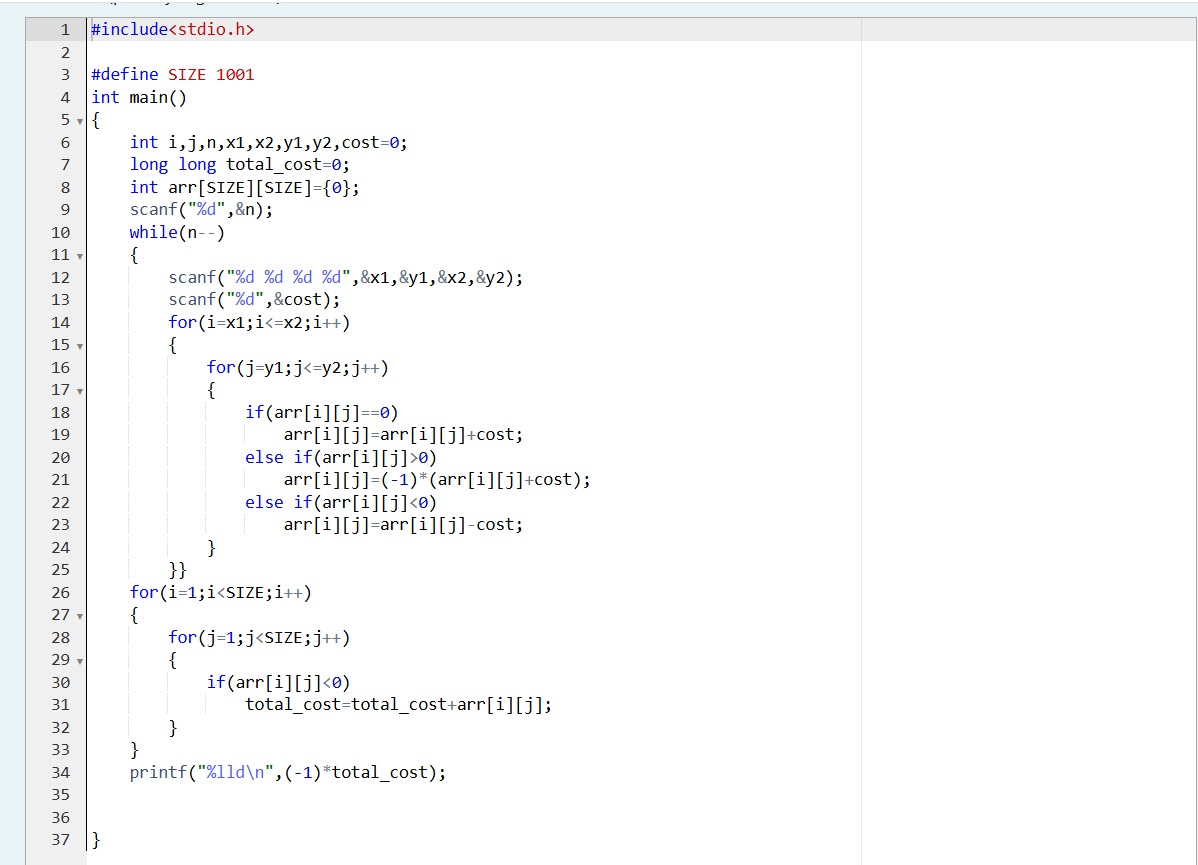 1 #include<stdio.h>
2
3 #define SIZE 1001
4 int main()
5 {
6     int i,j,n,x1,x2,y1,y2,cost=0;
7     long long total_cost=0;
8     int arr[SIZE][SIZE]={0};
9     scanf("%d",&n);
10     while(n--)
11     {
12         scanf("%d %d %d %d",&x1,&y1,&x2,&y2);
13         scanf("%d",&cost);
14         for(i=x1;i<=x2;i++)
15         {
16             for(j=y1;j<=y2;j++)
17             {
18                 if(arr[i][j]==0)
19                     arr[i][j]=arr[i][j]+cost;
20                 else if(arr[i][j]>0)
21                     arr[i][j]=(-1)*(arr[i][j]+cost);
22                 else if(arr[i][j]<0)
23                     arr[i][j]=arr[i][j]-cost;
24             }
25         }}
26     for(i=1;i<SIZE;i++)
27     {
28         for(j=1;j<SIZE;j++)
29         {
30             if(arr[i][j]<0)
31                 total_cost=total_cost+arr[i][j];
32         }
33     }
34     printf("%lld\n",(-1)*total_cost);
35
36
37 }